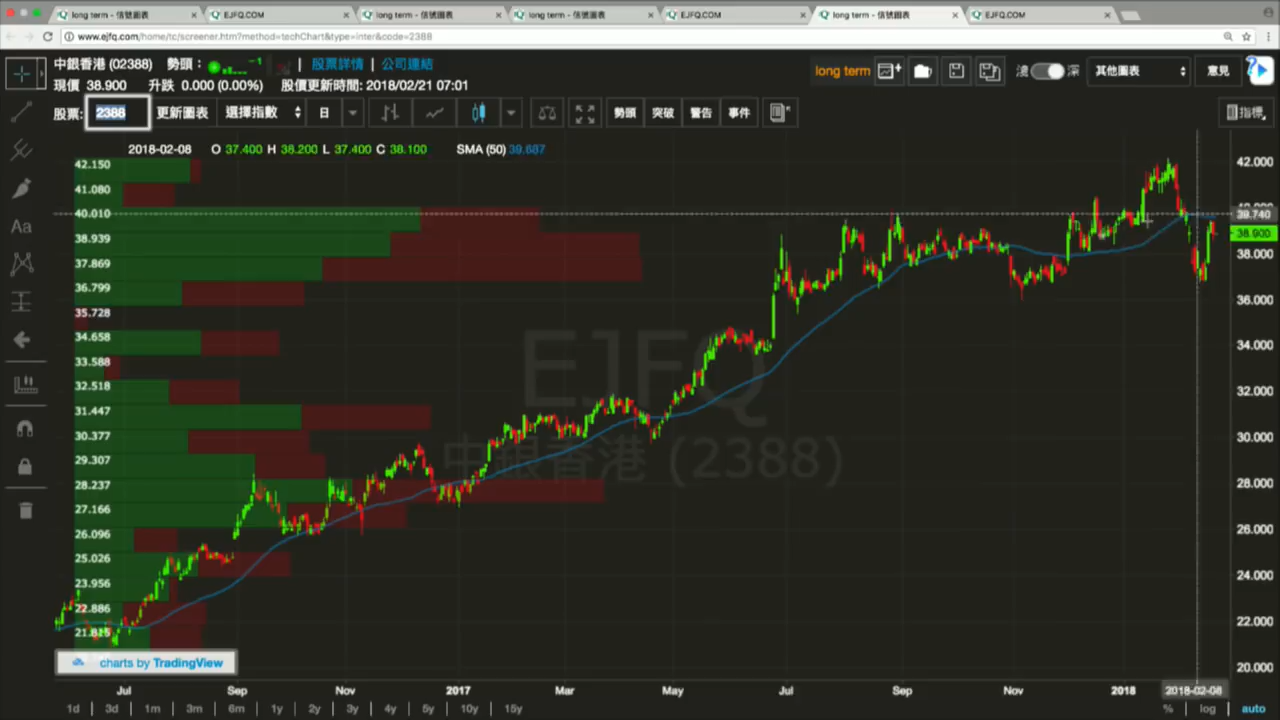 long term - 信號圖表
EJFQ.COM
long term - 信號圖表
long term - 信號圖表
EJFQ.COM
long term - 信號圖表
EJFQ.COM
www.ejfq.com/home/tc/screener.htm?method=techChart&type=inter&code=2388
中銀香港 (02388) 勢頭： -1 | 股票詳情 | 公司連結
long term
淺 深
其他圖表
意見
現價 38.900 升跌 0.000 (0.00%) 股價更新時間: 2018/02/21 07:01
股票: 2388 更新圖表 選擇指數 日 勢頭 突破 警告 事件 指標
2018-02-08 O 37.400 H 38.200 L 37.400 C 38.100 SMA (50) 39.687
42.150
41.080
40.010
38.939
37.869
36.799
35.728
34.658
33.588
32.518
31.447
30.377
29.307
28.237
27.166
26.096
25.026
23.956
22.886
21.815
42.000
39.740
38.900
38.000
36.000
34.000
32.000
30.000
28.000
26.000
24.000
22.000
20.000
EJFQ
中銀香港 (2388)
charts by TradingView
Jul Sep Nov 2017 Mar May Jul Sep Nov 2018 2018-02-08
1d 3d 1m 3m 6m 1y 2y 3y 4y 5y 10y 15y % log auto